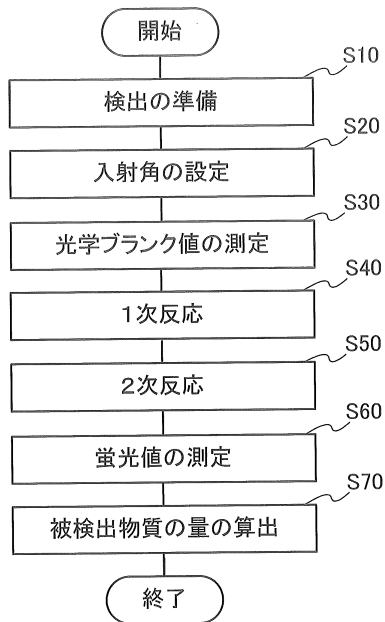 開始
S10
検出の準備
S20
入射角の設定
S30
光学ブランク値の測定
S40
1次反応
S50
2次反応
S60
蛍光値の測定
S70
被検出物質の量の算出
終了